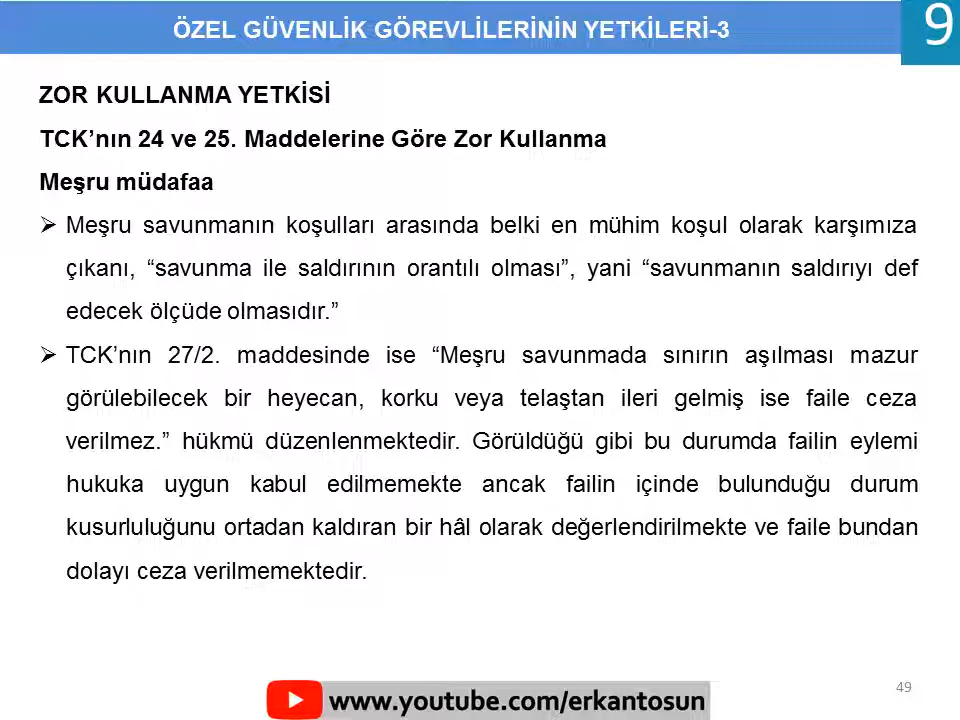 ÖZEL GÜVENLİK GÖREVLİLERİNİN YETKİLERİ-3
9
ZOR KULLANMA YETKİSİ
TCK’nın 24 ve 25. Maddelerine Göre Zor Kullanma
Meşru müdafaa
➢ Meşru savunmanın koşulları arasında belki en mühim koşul olarak karşımıza
çıkanı, “savunma ile saldırının orantılı olması”, yani “savunmanın saldırıyı def
edecek ölçüde olmasıdır.”
➢ TCK’nın 27/2. maddesinde ise “Meşru savunmada sınırın aşılması mazur
görülebilecek bir heyecan, korku veya telaştan ileri gelmiş ise faile ceza
verilmez.” hükmü düzenlenmektedir. Görüldüğü gibi bu durumda failin eylemi
hukuka uygun kabul edilmemekte ancak failin içinde bulunduğu durum
kusurluluğunu ortadan kaldıran bir hâl olarak değerlendirilmekte ve faile bundan
dolayı ceza verilmemektedir.
49
www.youtube.com/erkantosun